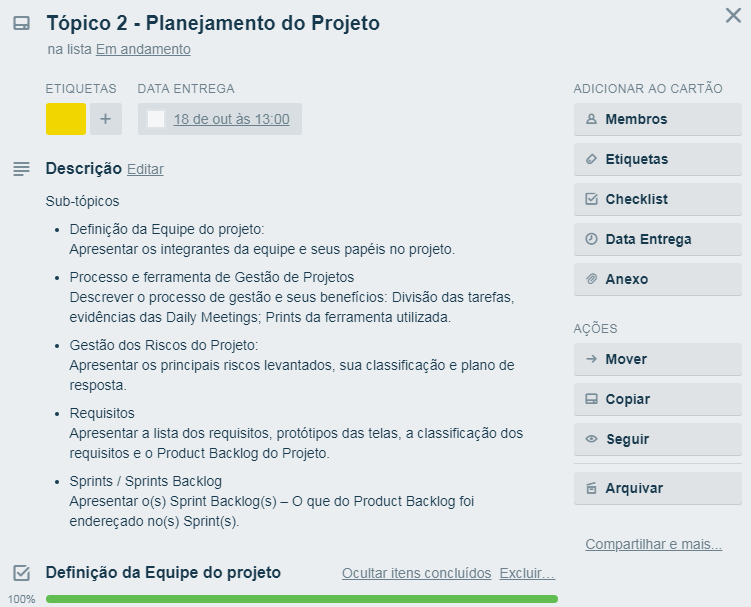 Tópico 2 - Planejamento do Projeto
na lista Em andamento
ETIQUETAS
DATA ENTREGA
+
18 de out às 13:00
Descrição Editar
Sub-tópicos
• Definição da Equipe do projeto:
Apresentar os integrantes da equipe e seus papéis no projeto.
• Processo e ferramenta de Gestão de Projetos
Descrever o processo de gestão e seus benefícios: Divisão das tarefas,
evidências das Daily Meetings; Prints da ferramenta utilizada.
• Gestão dos Riscos do Projeto:
Apresentar os principais riscos levantados, sua classificação e plano de
resposta.
• Requisitos
Apresentar a lista dos requisitos, protótipos das telas, a classificação dos
requisitos e o Product Backlog do Projeto.
• Sprints / Sprints Backlog
Apresentar o(s) Sprint Backlog(s) – O que do Product Backlog foi
endereçado no(s) Sprint(s).
Definição da Equipe do projeto
Ocultar itens concluídos Excluir…
100%
ADICIONAR AO CARTÃO
Membros
Etiquetas
Checklist
Data Entrega
Anexo
AÇÕES
Mover
Copiar
Seguir
Arquivar
Compartilhar e mais...